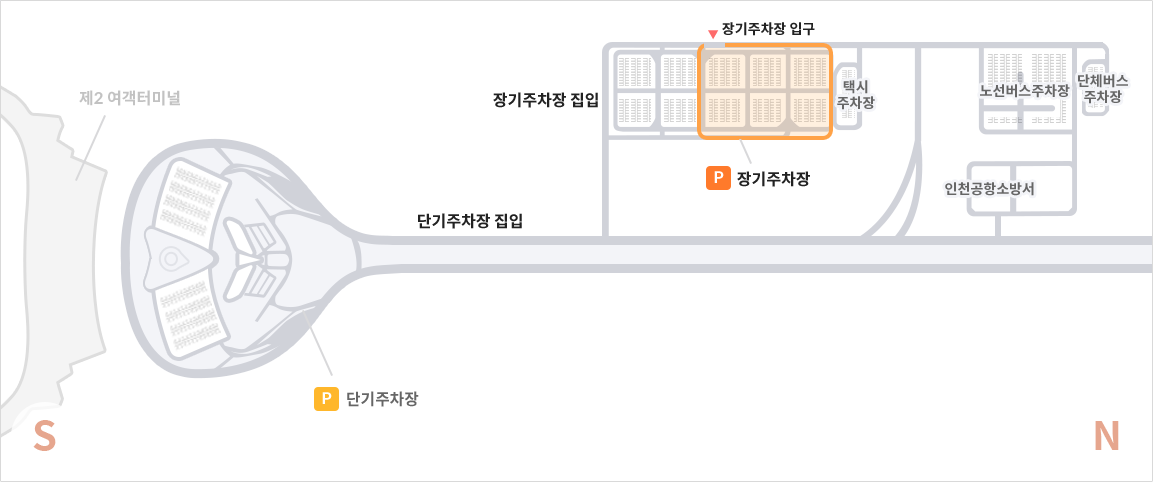 장기주차장 입구
제2 여객터미널
장기주차장 진입
택시
주차장
노선버스주차장
단체버스
주차장
P 장기주차장
인천공항소방서
단기주차장 진입
P 단기주차장
S
N